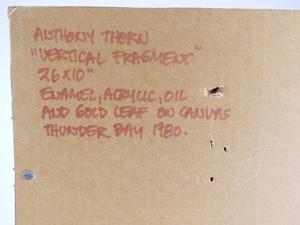 ANTHONY THORN
"VERTICAL FRAGMENT"
26 X 10"
ENAMEL, ACRYLIC, OIL
AND GOLD LEAF ON CANVAS
THUNDER BAY 1980.